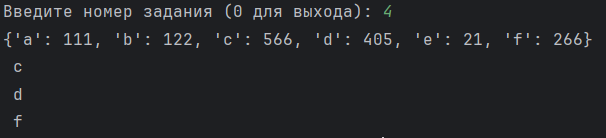 Введите номер задания (0 для выхода): 4
{'a': 111, 'b': 122, 'c': 566, 'd': 405, 'e': 21, 'f': 266}
c
d
f